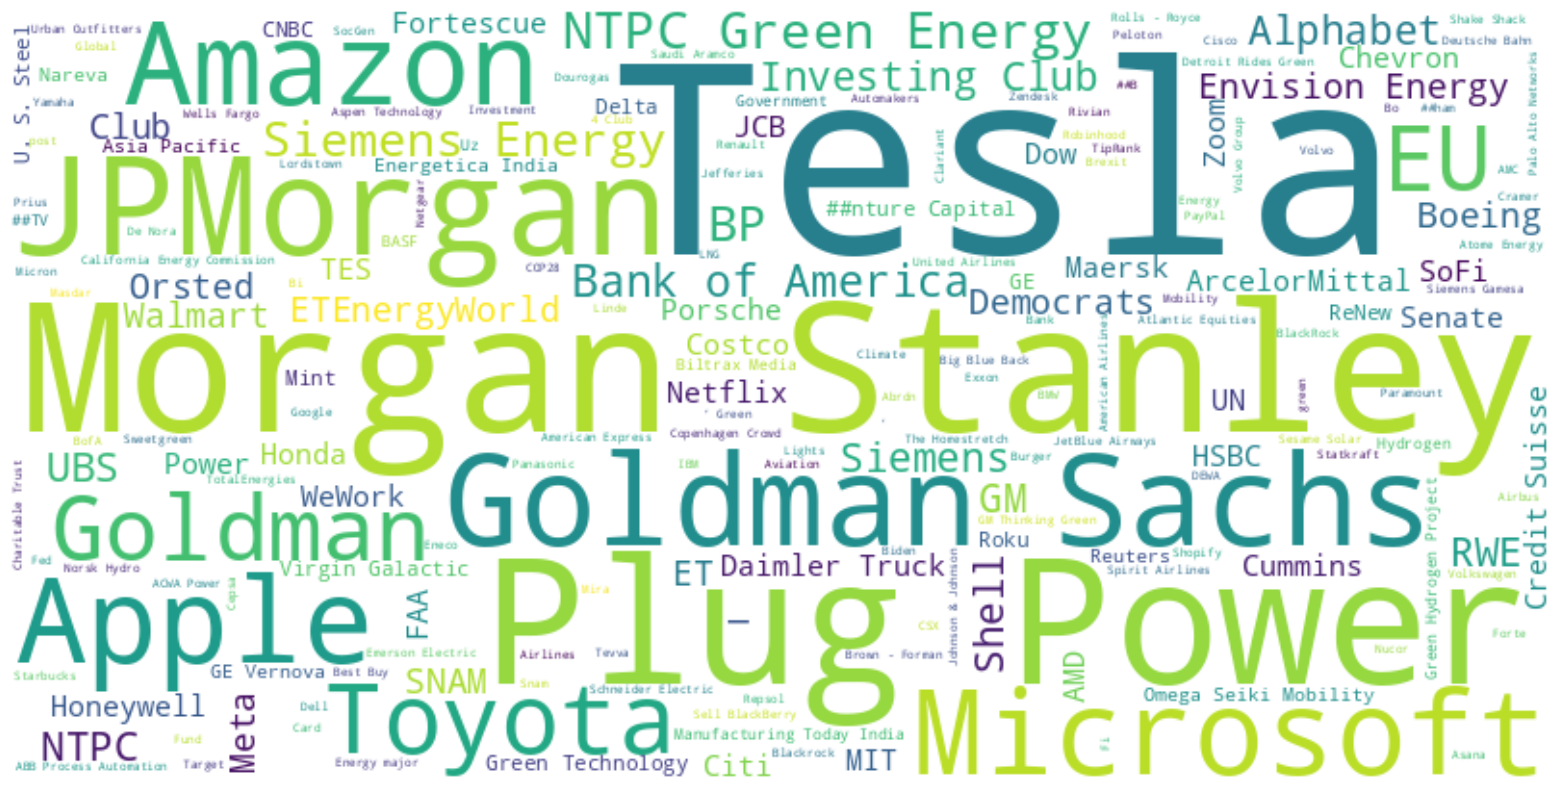 Urban Outfitters
Global
U. S. Steel
Nareva
Yamaha
post
Amazon
CNBC
SocGen
Fortescue
NTPC Green Energy
Saudi Aramco
Rolls - Royce
Peloton
Cisco
Alphabet
Shake Shack
Deutsche Bahn
Detroit Rides Green
Chevron
Dourogas
Investing Club
##B
Envision Energy
Palo Alto Networks
Wells Fargo
Aspen Technology
Investment
Delta
Government
Automakers
Zendesk
Rivian
Bo
##ham
Club
Asia Pacific
Siemens Energy
4 Club
JCB
Renault
Tesla
Robinhood
TipRank
Brexit
Dow
Zoom
Volvo Group
Volvo
EU
AMC
Uz
Lordstown
Energetica India
Jefferies
Clariant
JPMorgan
Netgear
Prius
##TV
De Nora
BASF
BP
##nture Capital
Energy
PayPal
Cramer
Boeing
Atome Energy
California Energy Commission
Micron
TES
COP28
LNG
United Airlines
Orsted
Masdar
Bi
Bank of America
GE
Maersk
ArcelorMittal
SoFi
Siemens Gamesa
Walmart
ETEnergyWorld
Linde
Porsche
Democrats
Mobility
ReNew
Senate
Bank
Atlantic Equities
BlackRock
Morgan Stanley
Costco
Biltrax Media
Climate
Big Blue Back
American Airlines
Exxon
Mint
Netflix
Abrdn
BMW
UN
green
Paramount
Google
' Green
Credit Suisse
BofA
Sweetgreen
American Express
Copenhagen Crowd
The Homestretch
JetBlue Airways
Sesame Solar
Hydrogen
Statkraft
UBS
Power
Honda
Panasonic
IBM
Lights
Aviation
Siemens
Burger
HSBC
DEWA
Charitable Trust
TotalEnergies
WeWork
Goldman Sachs
GM
GM Thinking Green
Airbus
Goldman
Eneco
Roku
Green Hydrogen Project
Fed
Norsk Hydro
Virgin Galactic
Biden
Reuters
Shopify
Spirit Airlines
Cummins
RWE
Volkswagen
ACWA Power
Cepsa
ET
Daimler Truck
Johnson & Johnson
Shell
Apple
FAA
Plug Power
Mira
–
CSX
Forte
Emerson Electric
Airlines
Tevva
Brown - Forman
Nucor
Starbucks
GE Vernova
Best Buy
SNAM
Snam
Schneider Electric
AMD
Omega Seiki Mobility
Honeywell
Meta
Dell
Card
Toyota
Repsol
Sell BlackBerry
Microsoft
Manufacturing Today India
NTPC
Fund
Fi
ABB Process Automation
Target
Energy major
Green Technology
Citi
Blackrock
MIT
Asana